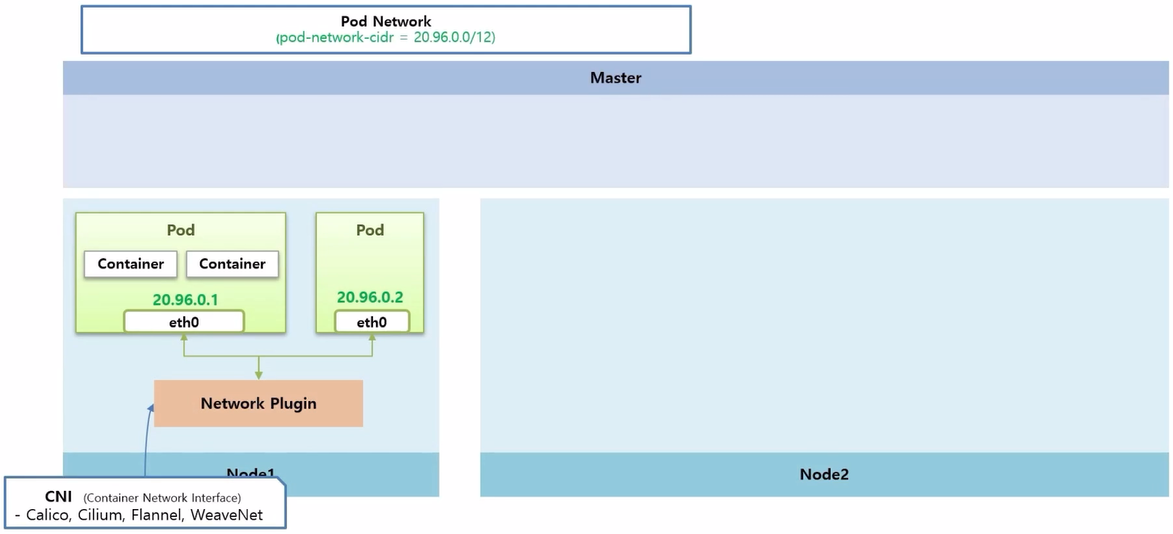 Pod Network
(pod-network-cidr = 20.96.0.0/12)
Master
Pod
Container
Container
20.96.0.1
eth0
Pod
20.96.0.2
eth0
Network Plugin
Node1
Node2
CNI (Container Network Interface)
- Calico, Cilium, Flannel, WeaveNet